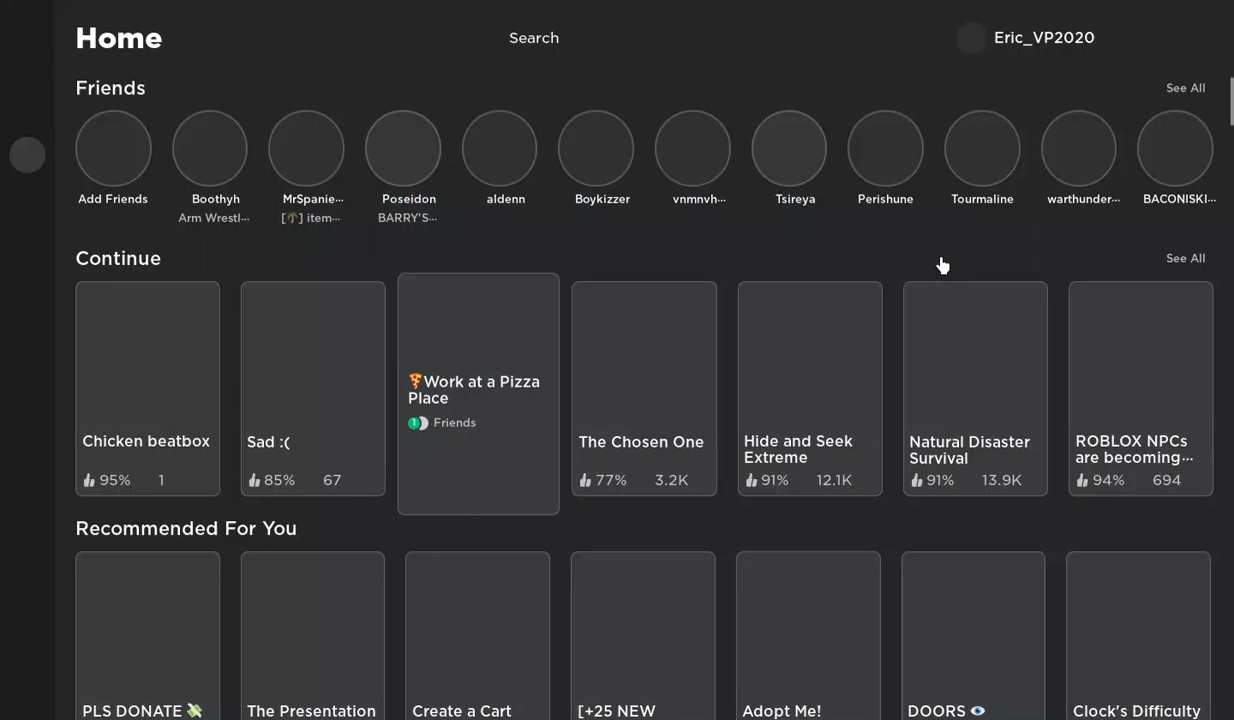 Home
Search
Eric_VP2020
Friends
See All
Add Friends
Boothyh
MrSpanie...
Poseidon
aldenn
Boykizzer
vnmnvh...
Tsireya
Perishune
Tourmaline
warthunder...
BACONISKI...
Arm Wrestl...
[🌴] item...
BARRY'S...
Continue
See All
Chicken beatbox
95% 1
Sad :(
85% 67
🍕Work at a Pizza
Place
1 Friends
The Chosen One
77% 3.2K
Hide and Seek
Extreme
91% 12.1K
Natural Disaster
Survival
91% 13.9K
ROBLOX NPCs
are becoming...
94% 694
Recommended For You
PLS DONATE 💸
The Presentation
Create a Cart
[+25 NEW
Adopt Me!
DOORS 👁️
Clock's Difficulty